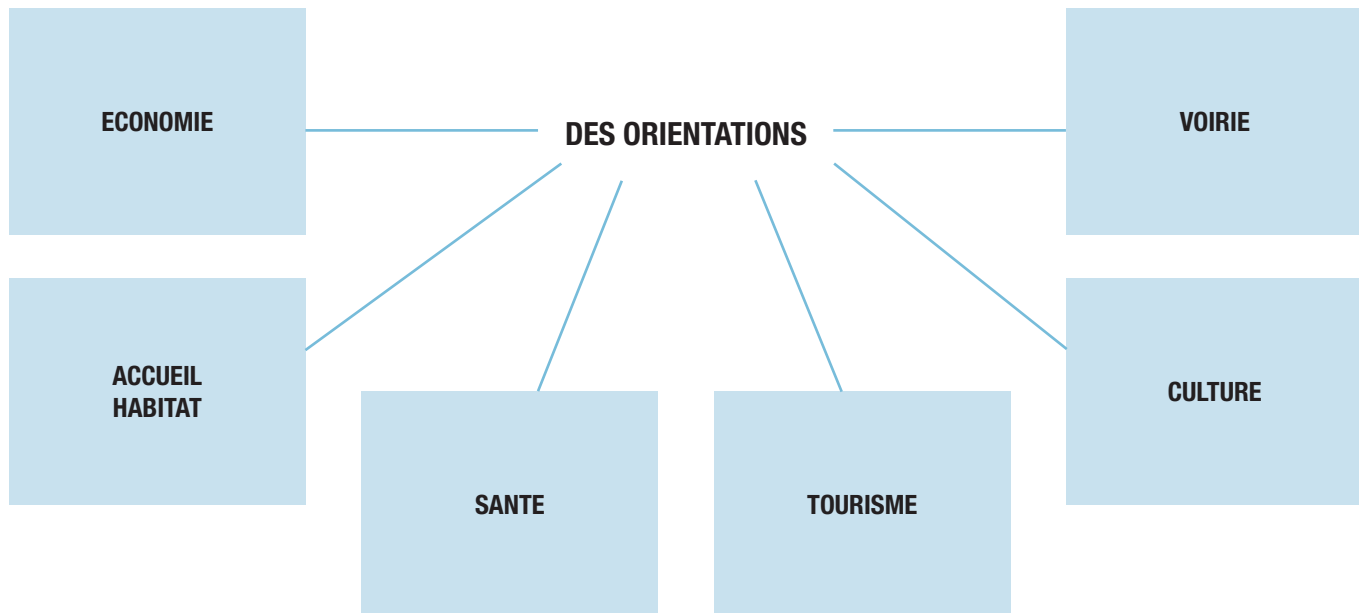 ECONOMIE
DES ORIENTATIONS
VOIRIE
ACCUEIL
HABITAT
CULTURE
SANTE
TOURISME